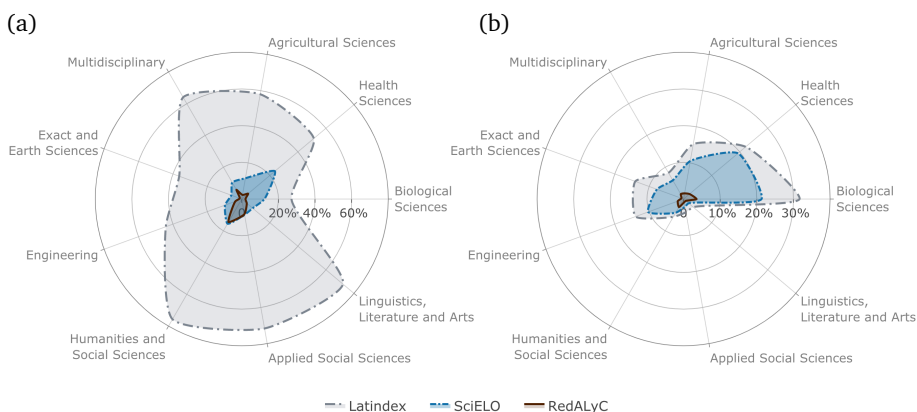 (a)
Agricultural Sciences
Multidisciplinary
Health
Sciences
Exact and
Earth Sciences
Biological
Sciences
20% 40% 60%
Engineering
Linguistics,
Literature and Arts
Humanities and
Social Sciences
Applied Social Sciences
(b)
Agricultural Sciences
Multidisciplinary
Health
Sciences
Exact and
Earth Sciences
Biological
Sciences
0 10% 20% 30%
Engineering
Linguistics,
Literature and Arts
Humanities and
Social Sciences
Applied Social Sciences
Latindex SciELO RedALyC